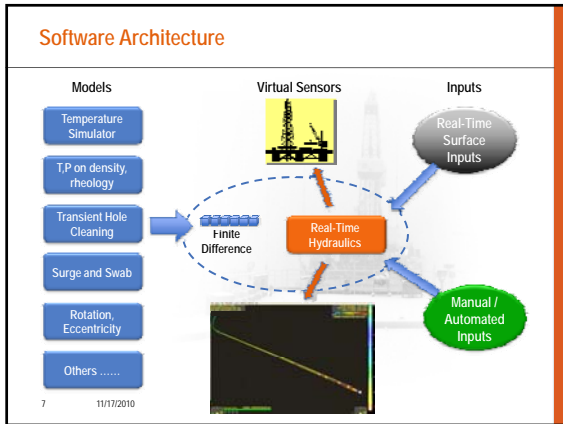 Software Architecture
Models
Virtual Sensors
Inputs
Temperature
Simulator
T,P on density,
rheology
Transient Hole
Cleaning
Surge and Swab
Rotation,
Eccentricity
Others ......
Finite
Difference
Real-Time
Hydraulics
Real-Time
Surface
Inputs
Manual /
Automated
Inputs
7 11/17/2010